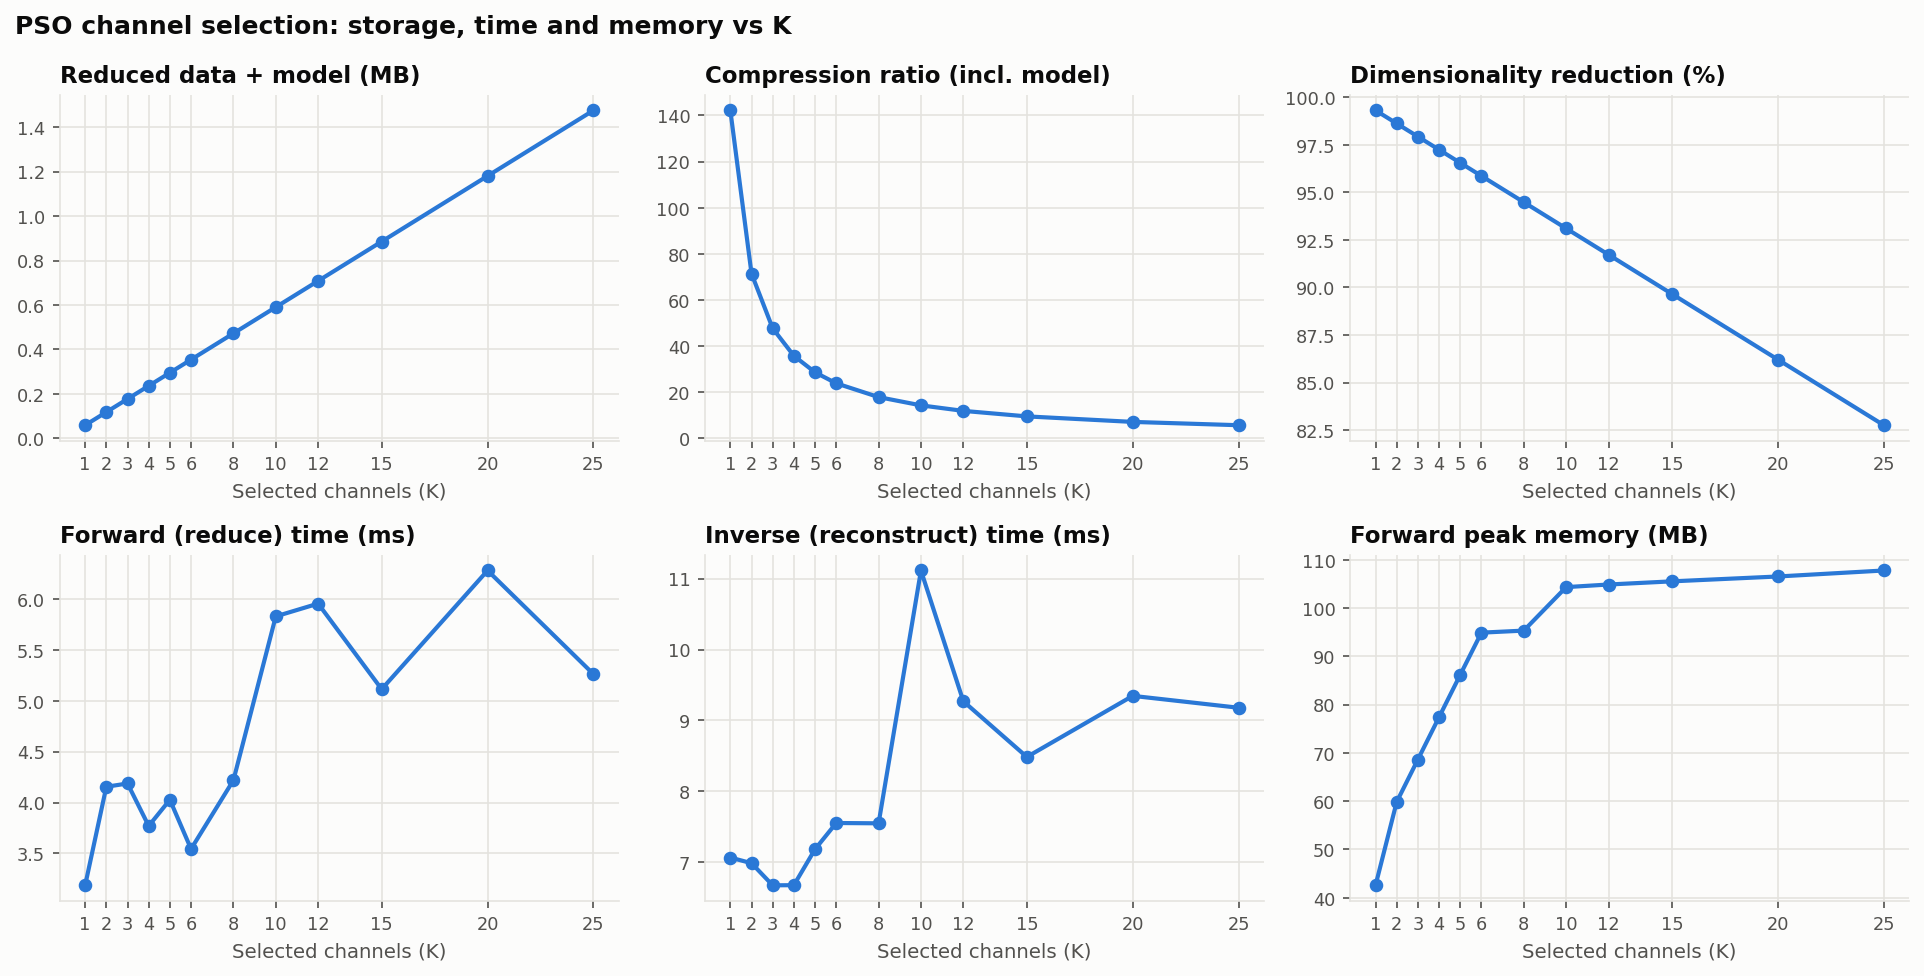 PSO channel selection: storage, time and memory vs K
Reduced data + model (MB)
1.4
1.2
1.0
0.8
0.6
0.4
0.2
0.0
1 2 3 4 5 6 8 10 12 15 20 25
Selected channels (K)
Compression ratio (incl. model)
140
120
100
80
60
40
20
0
1 2 3 4 5 6 8 10 12 15 20 25
Selected channels (K)
Dimensionality reduction (%)
100.0
97.5
95.0
92.5
90.0
87.5
85.0
82.5
1 2 3 4 5 6 8 10 12 15 20 25
Selected channels (K)
Forward (reduce) time (ms)
6.0
5.5
5.0
4.5
4.0
3.5
1 2 3 4 5 6 8 10 12 15 20 25
Selected channels (K)
Inverse (reconstruct) time (ms)
11
10
9
8
7
1 2 3 4 5 6 8 10 12 15 20 25
Selected channels (K)
Forward peak memory (MB)
110
100
90
80
70
60
50
40
1 2 3 4 5 6 8 10 12 15 20 25
Selected channels (K)